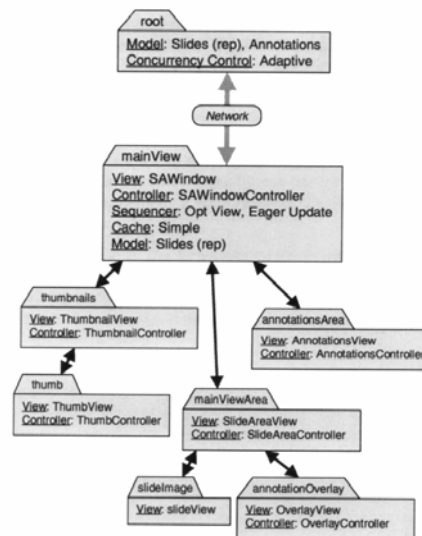 root
Model: Slides (rep), Annotations
Concurrency Control: Adaptive
Network
mainView
View: SAWindow
Controller: SAWindowController
Sequencer: Opt View, Eager Update
Cache: Simple
Model: Slides (rep)
thumbnails
View: ThumbnailView
Controller: ThumbnailController
annotationsArea
View: AnnotationsView
Controller: AnnotationsController
thumb
View: ThumbView
Controller: ThumbController
mainViewArea
View: SlideAreaView
Controller: SlideAreaController
slideImage
View: slideView
annotationOverlay
View: OverlayView
Controller: OverlayController